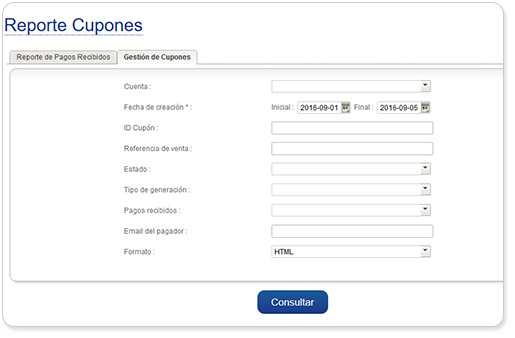 Reporte Cupones
Reporte de Pagos Recibidos Gestión de Cupones
Cuenta :
Fecha de creación * : Inicial : 2016-09-01 Final : 2016-09-05
ID Cupón :
Referencia de venta :
Estado :
Tipo de generación :
Pagos recibidos :
Email del pagador :
Formato : HTML
Consultar